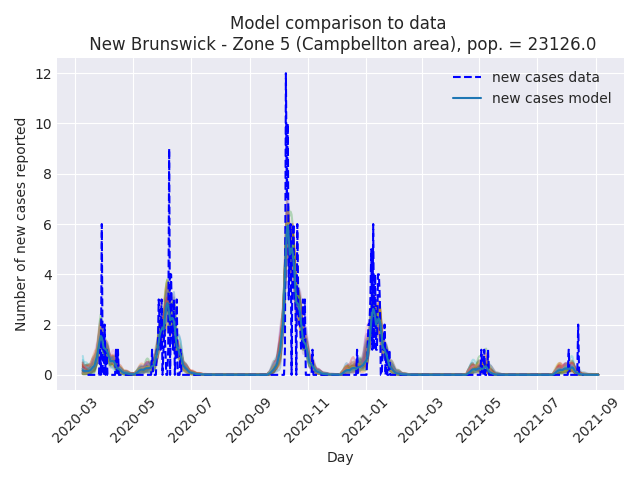 Model comparison to data
New Brunswick - Zone 5 (Campbellton area), pop. = 23126.0
new cases data
new cases model
Number of new cases reported
12
10
8
6
4
2
0
2020-03
2020-05
2020-07
2020-09
2020-11
2021-01
2021-03
2021-05
2021-07
2021-09
Day